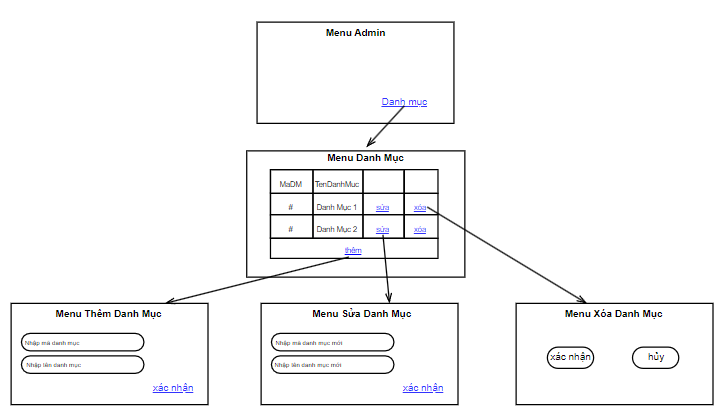 Menu Admin
Danh mục
Menu Danh Mục
MaDM TenDanhMuc
# Danh Mục 1 sửa xóa
# Danh Mục 2 sửa xóa
thêm
Menu Thêm Danh Mục
Nhập mã danh mục
Nhập tên danh mục
xác nhận
Menu Sửa Danh Mục
Nhập mã danh mục mới
Nhập tên danh mục mới
xác nhận
Menu Xóa Danh Mục
xác nhận hủy